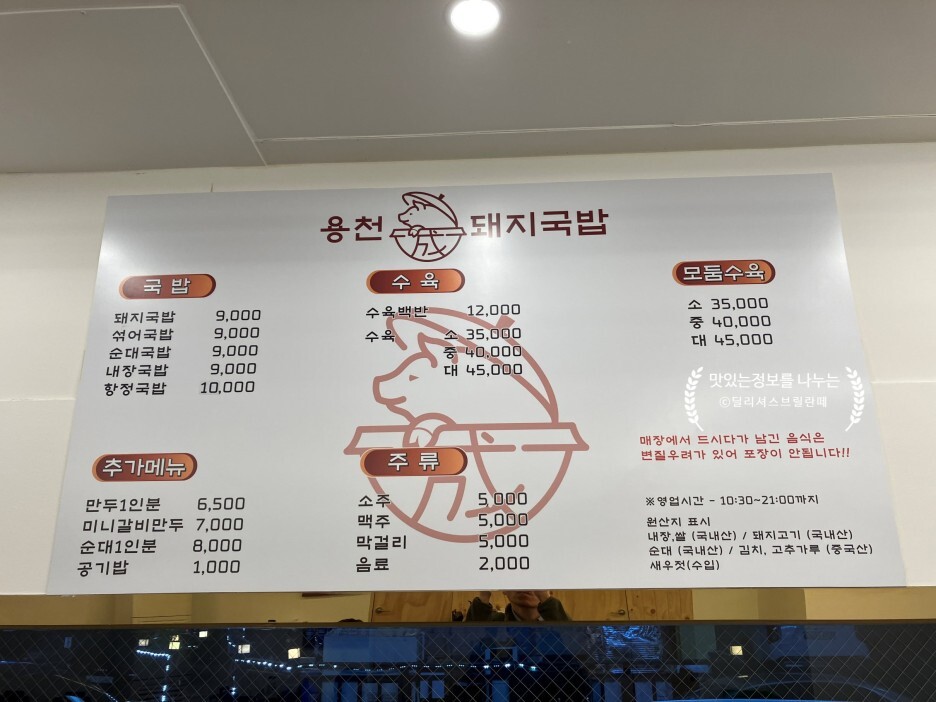 용천 돼지국밥
국밥
돼지국밥 9,000
섞어국밥 9,000
순대국밥 9,000
내장국밥 9,000
항정국밥 10,000
수육
수육백반 12,000
수육 소 35,000
중 40,000
대 45,000
모둠수육
소 35,000
중 40,000
대 45,000
맛있는정보를 나누는
©딜리셔스브릴란떼
매장에서 드시다가 남긴 음식은
변질우려가 있어 포장이 안됩니다!!
추가메뉴
만두1인분 6,500
미니갈비만두 7,000
순대1인분 8,000
공기밥 1,000
주류
소주 5,000
맥주 5,000
막걸리 5,000
음료 2,000
※영업시간 - 10:30~21:00까지
원산지 표시
내장,쌀 (국내산) / 돼지고기 (국내산)
순대 (국내산) / 김치, 고추가루 (중국산)
새우젓(수입)